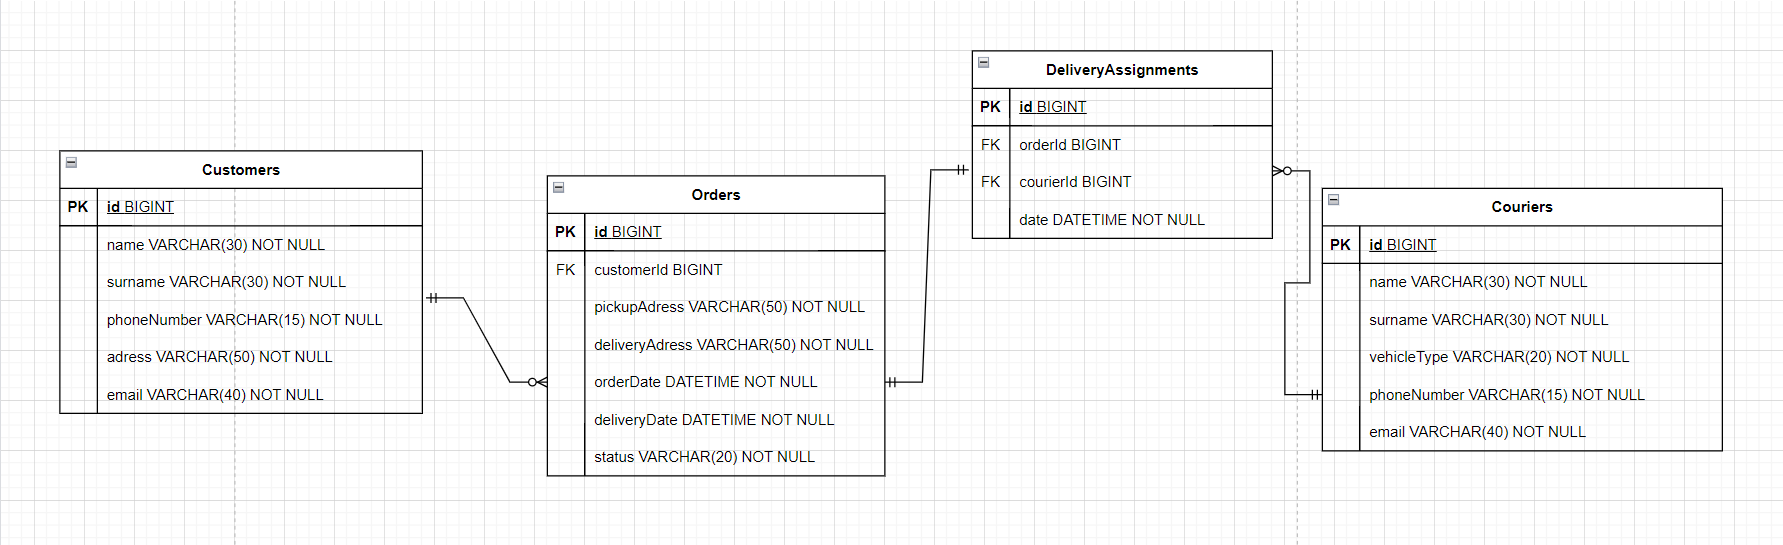 Customers
PK id BIGINT
name VARCHAR(30) NOT NULL
surname VARCHAR(30) NOT NULL
phoneNumber VARCHAR(15) NOT NULL
adress VARCHAR(50) NOT NULL
email VARCHAR(40) NOT NULL
Orders
PK id BIGINT
FK customerId BIGINT
pickupAdress VARCHAR(50) NOT NULL
deliveryAdress VARCHAR(50) NOT NULL
orderDate DATETIME NOT NULL
deliveryDate DATETIME NOT NULL
status VARCHAR(20) NOT NULL
DeliveryAssignments
PK id BIGINT
FK orderId BIGINT
FK courierId BIGINT
date DATETIME NOT NULL
Couriers
PK id BIGINT
name VARCHAR(30) NOT NULL
surname VARCHAR(30) NOT NULL
vehicleType VARCHAR(20) NOT NULL
phoneNumber VARCHAR(15) NOT NULL
email VARCHAR(40) NOT NULL